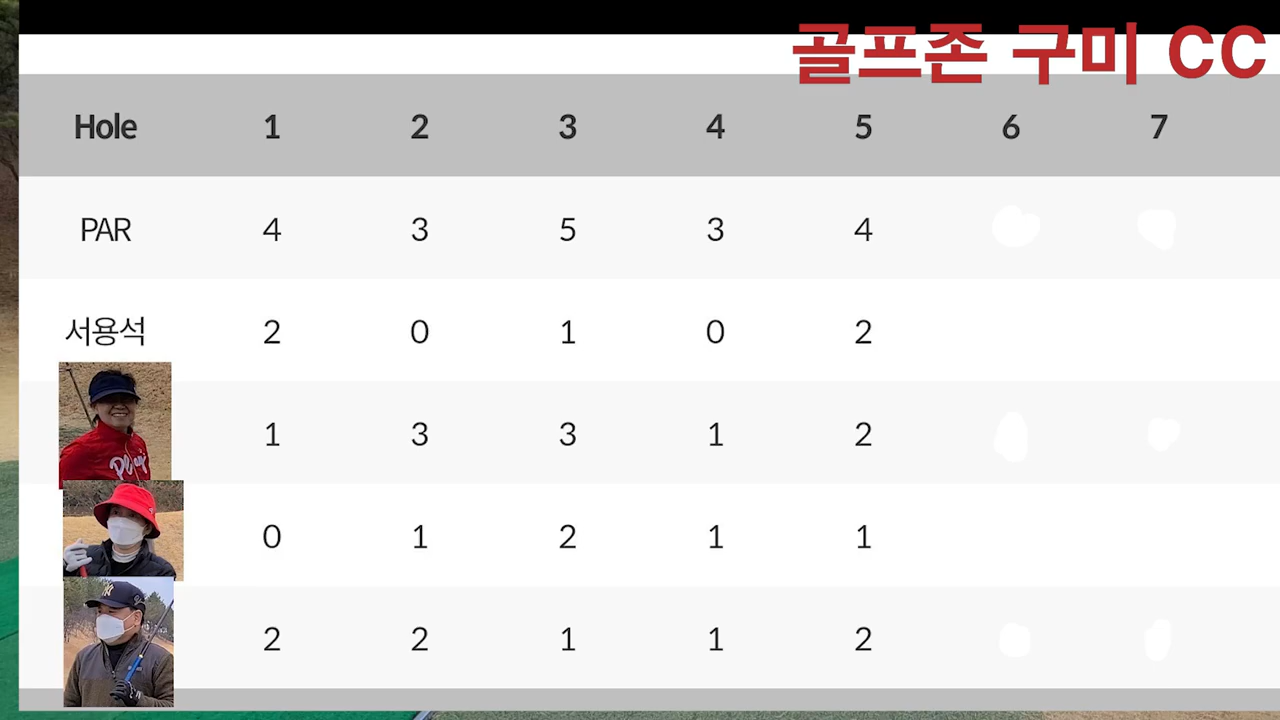 골프존 구미 CC
Hole 1 2 3 4 5 6 7
PAR 4 3 5 3 4
서용석 2 0 1 0 2
1 3 3 1 2
0 1 2 1 1
2 2 1 1 2